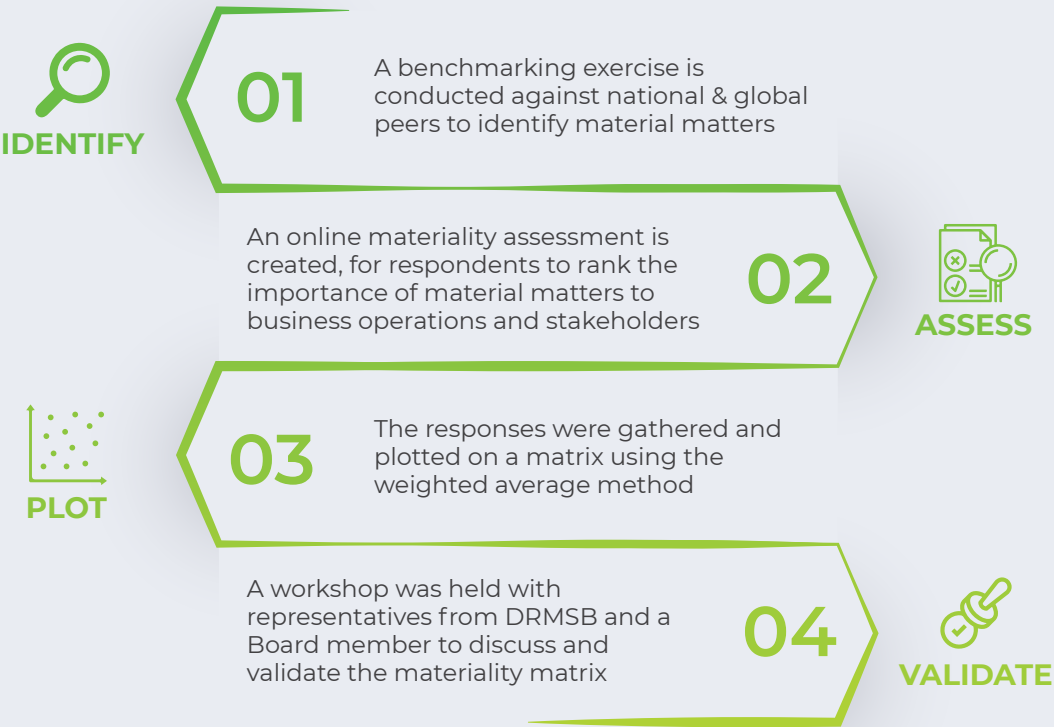 IDENTIFY
01
A benchmarking exercise is
conducted against national & global
peers to identify material matters
An online materiality assessment is
created, for respondents to rank the
importance of material matters to
business operations and stakeholders
02
ASSESS
PLOT
03
The responses were gathered and
plotted on a matrix using the
weighted average method
A workshop was held with
representatives from DRMSB and a
Board member to discuss and
validate the materiality matrix
04
VALIDATE